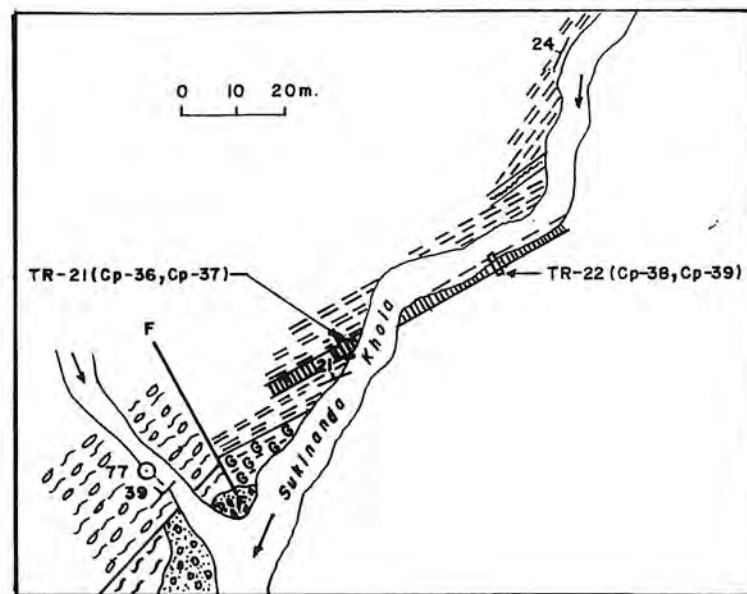 24
0 10 20 m.
TR-21 (Cp-36, Cp-37)
TR-22 (Cp-38, Cp-39)
F
21
Sukinanda Khola
G G
G G G
G G
F
77
39